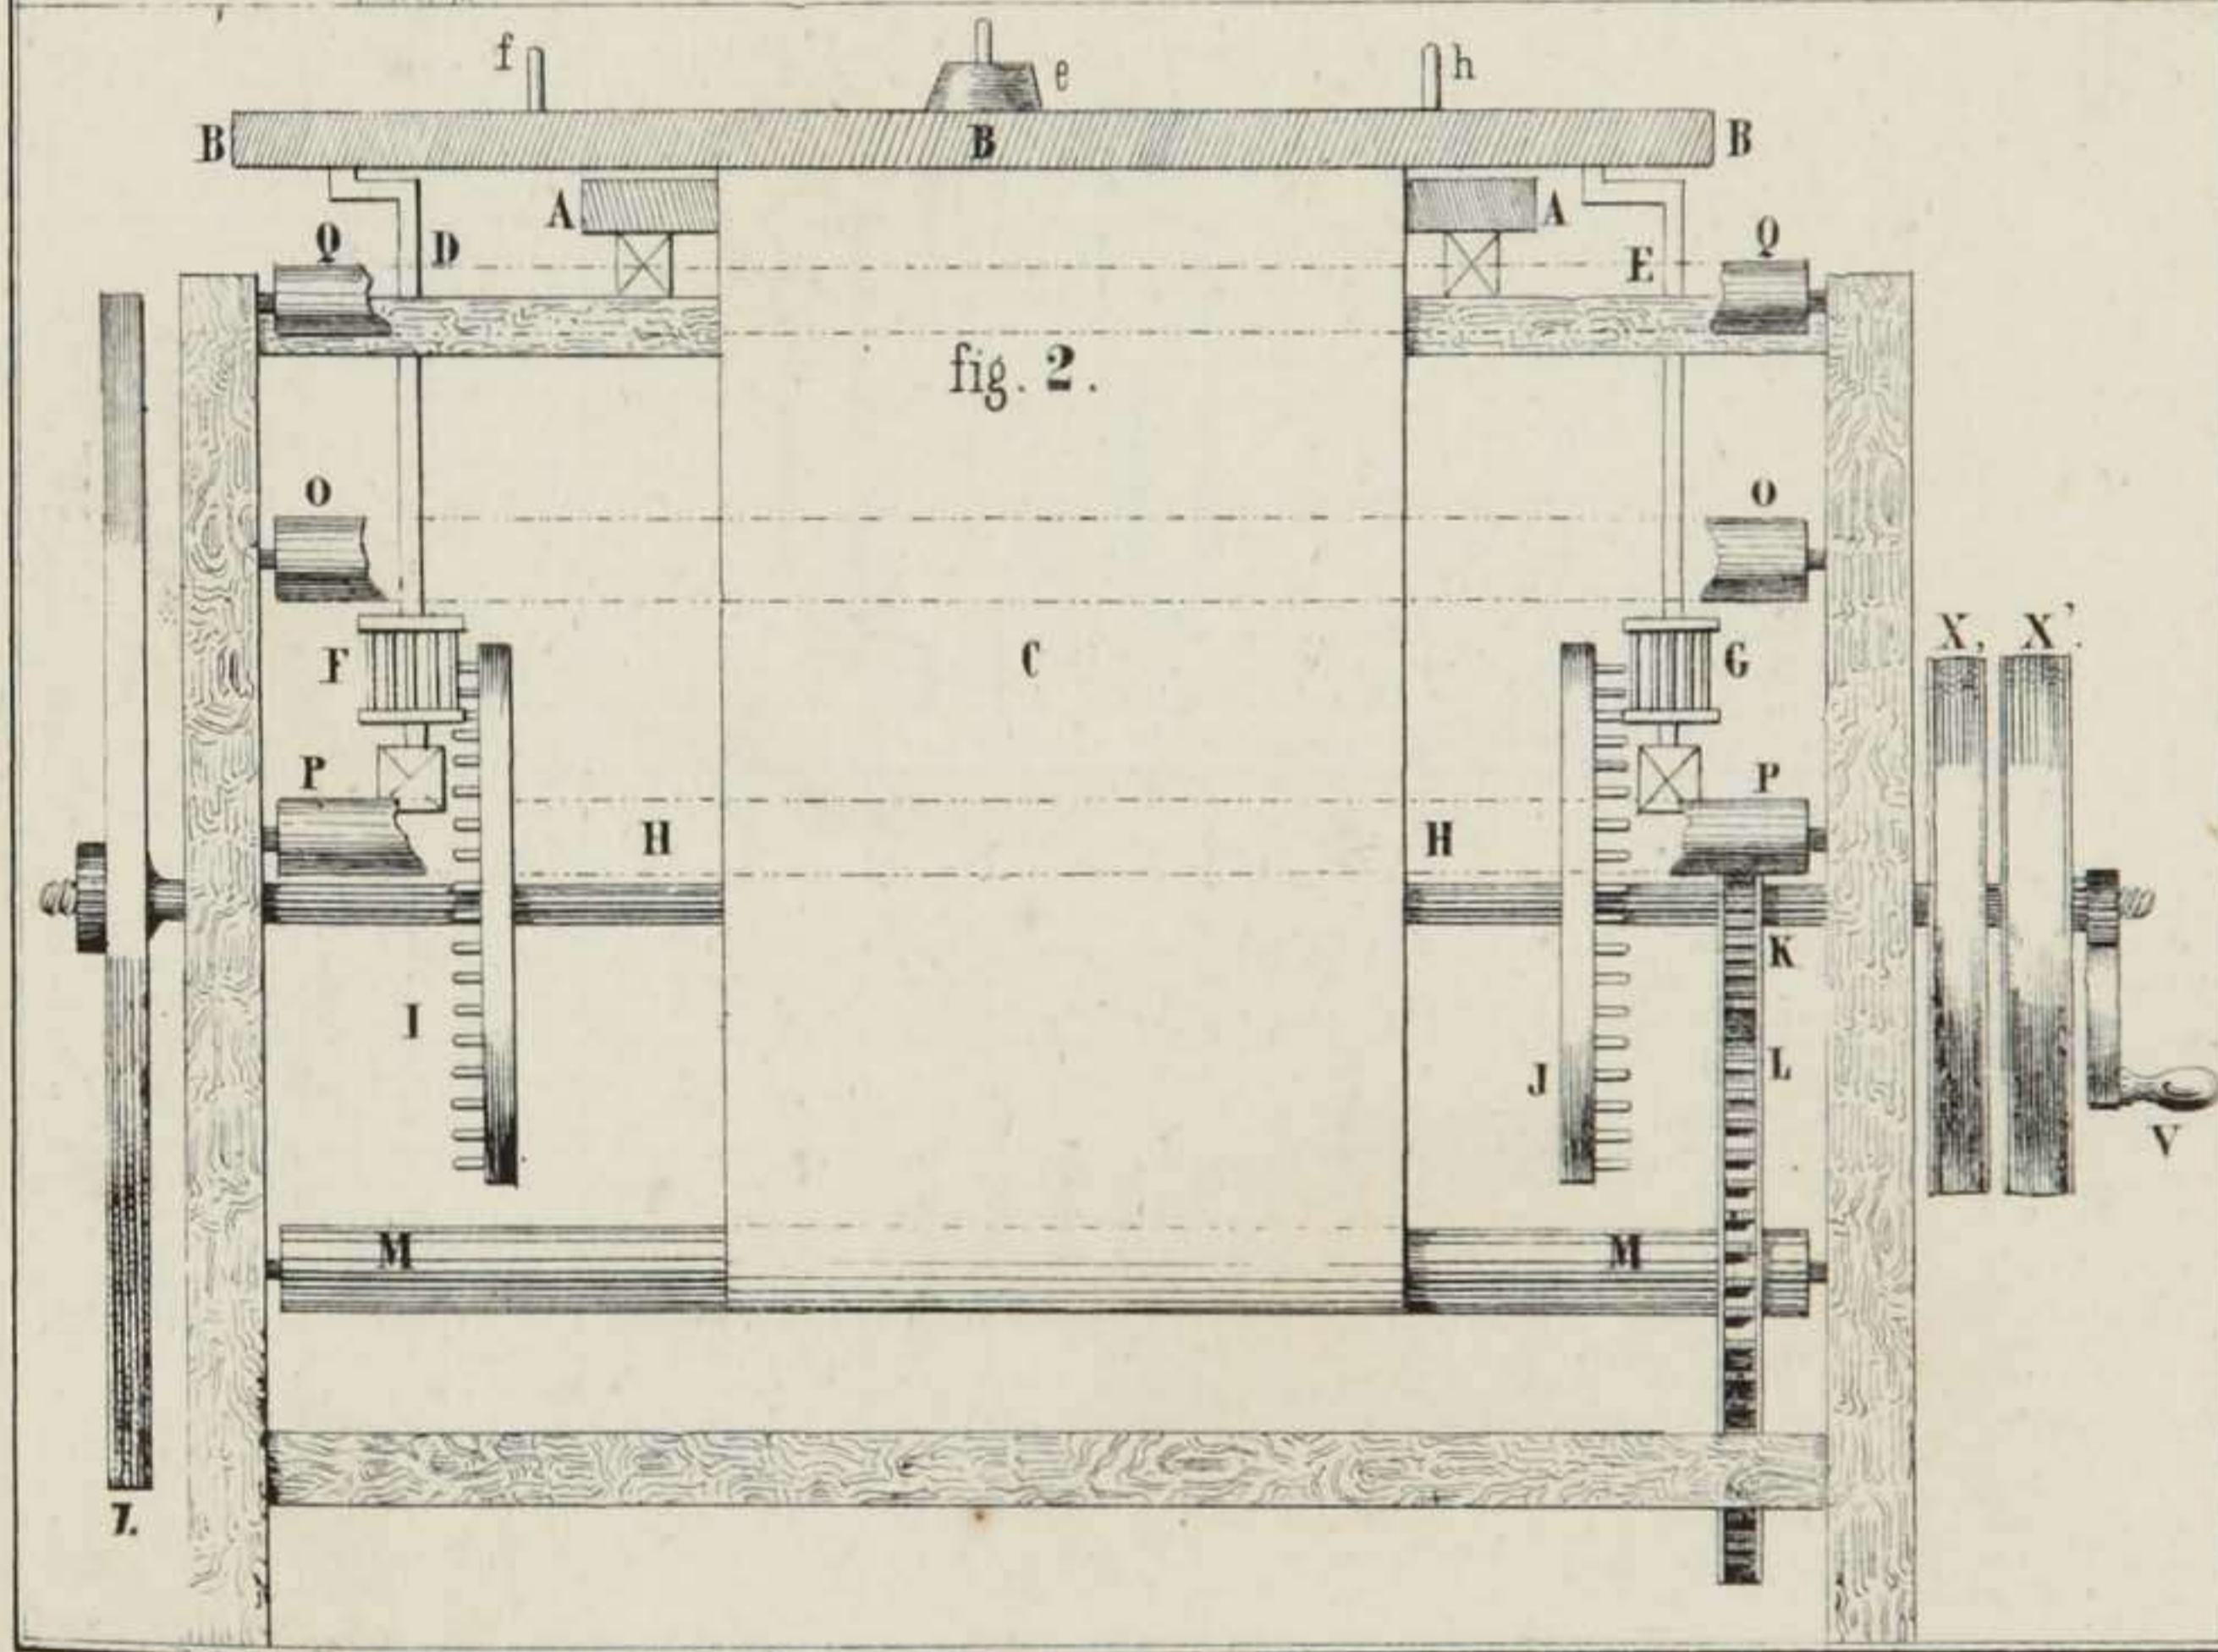 f e h
B B B
A A
Q D E Q
fig. 2.
O O
X, X'.
F C G
P P
H H
K
I J L
V
M M
Z